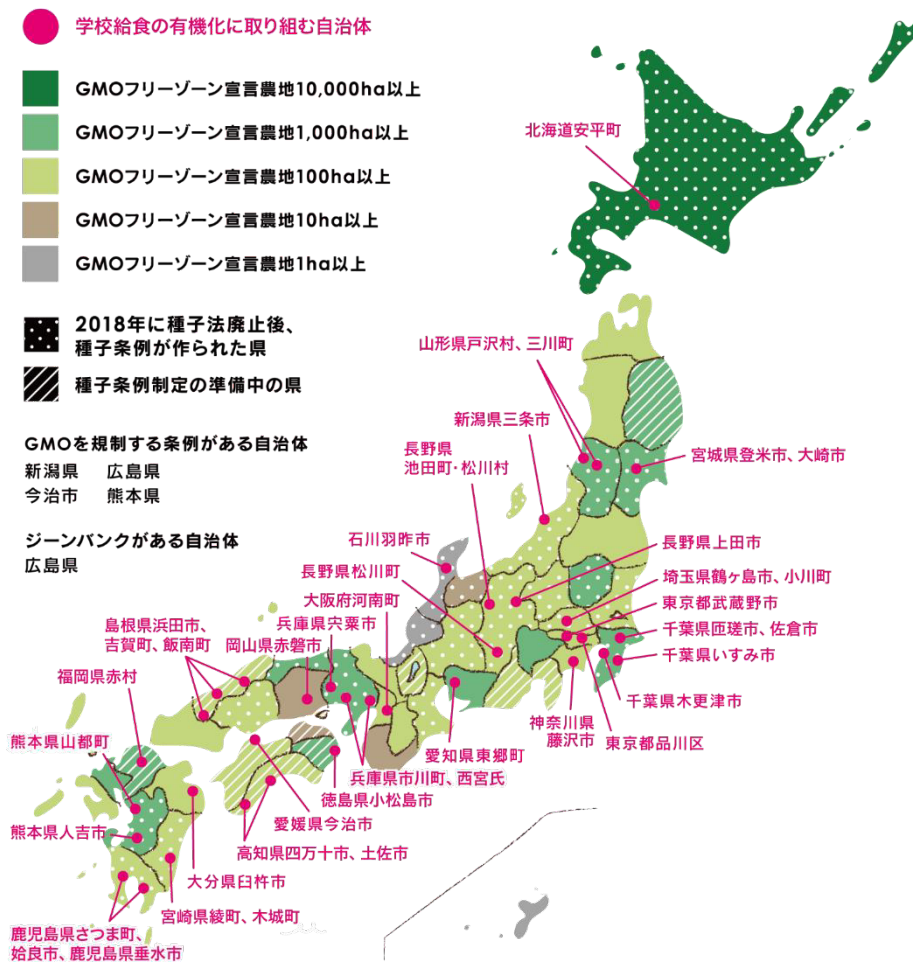 学校給食の有機化に取り組む自治体
GMOフリーゾーン宣言農地10,000ha以上
GMOフリーゾーン宣言農地1,000ha以上
GMOフリーゾーン宣言農地100ha以上
GMOフリーゾーン宣言農地10ha以上
GMOフリーゾーン宣言農地1ha以上
2018年に種子法廃止後、
種子条例が作られた県
種子条例制定の準備中の県
GMOを規制する条例がある自治体
新潟県 広島県
今治市 熊本県
ジーンバンクがある自治体
広島県
北海道安平町
山形県戸沢村、三川町
新潟県三条市
長野県
池田町・松川村
宮城県登米市、大崎市
石川羽咋市
長野県上田市
長野県松川町
埼玉県鶴ヶ島市、小川町
大阪府河南町
東京都武蔵野市
島根県浜田市、
吉賀町、飯南町
兵庫県宍粟市
千葉県匝瑳市、佐倉市
岡山県赤磐市
千葉県いすみ市
福岡県赤村
千葉県木更津市
神奈川県
藤沢市
東京都品川区
熊本県山都町
愛知県東郷町
兵庫県市川町、西宮氏
徳島県小松島市
愛媛県今治市
熊本県人吉市
高知県四万十市、土佐市
大分県臼杵市
宮崎県綾町、木城町
鹿児島県さつま町、
姶良市、鹿児島県垂水市